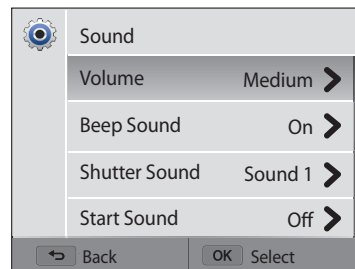 Sound
Volume Medium
Beep Sound On
Shutter Sound Sound 1
Start Sound Off
Back OK Select